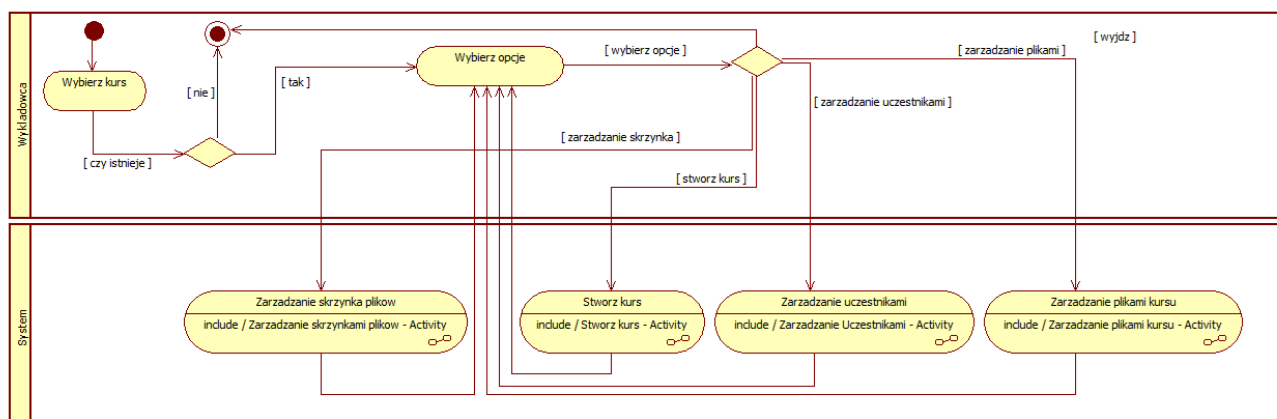 Wykladowca
Wybierz kurs
[ czy istnieje ]
[ nie ]
[ tak ]
Wybierz opcje
[ wybierz opcje ]
[ wyjdz ]
[ zarzadzanie plikami ]
[ zarzadzanie uczestnikami ]
[ zarzadzanie skrzynka ]
[ stworz kurs ]
System
Zarzadzanie skrzynka plikow
include / Zarzadzanie skrzynkami plikow - Activity
Stworz kurs
include / Stworz kurs - Activity
Zarzadzanie uczestnikami
include / Zarzadzanie Uczestnikami - Activity
Zarzadzanie plikami kursu
include / Zarzadzanie plikami kursu - Activity